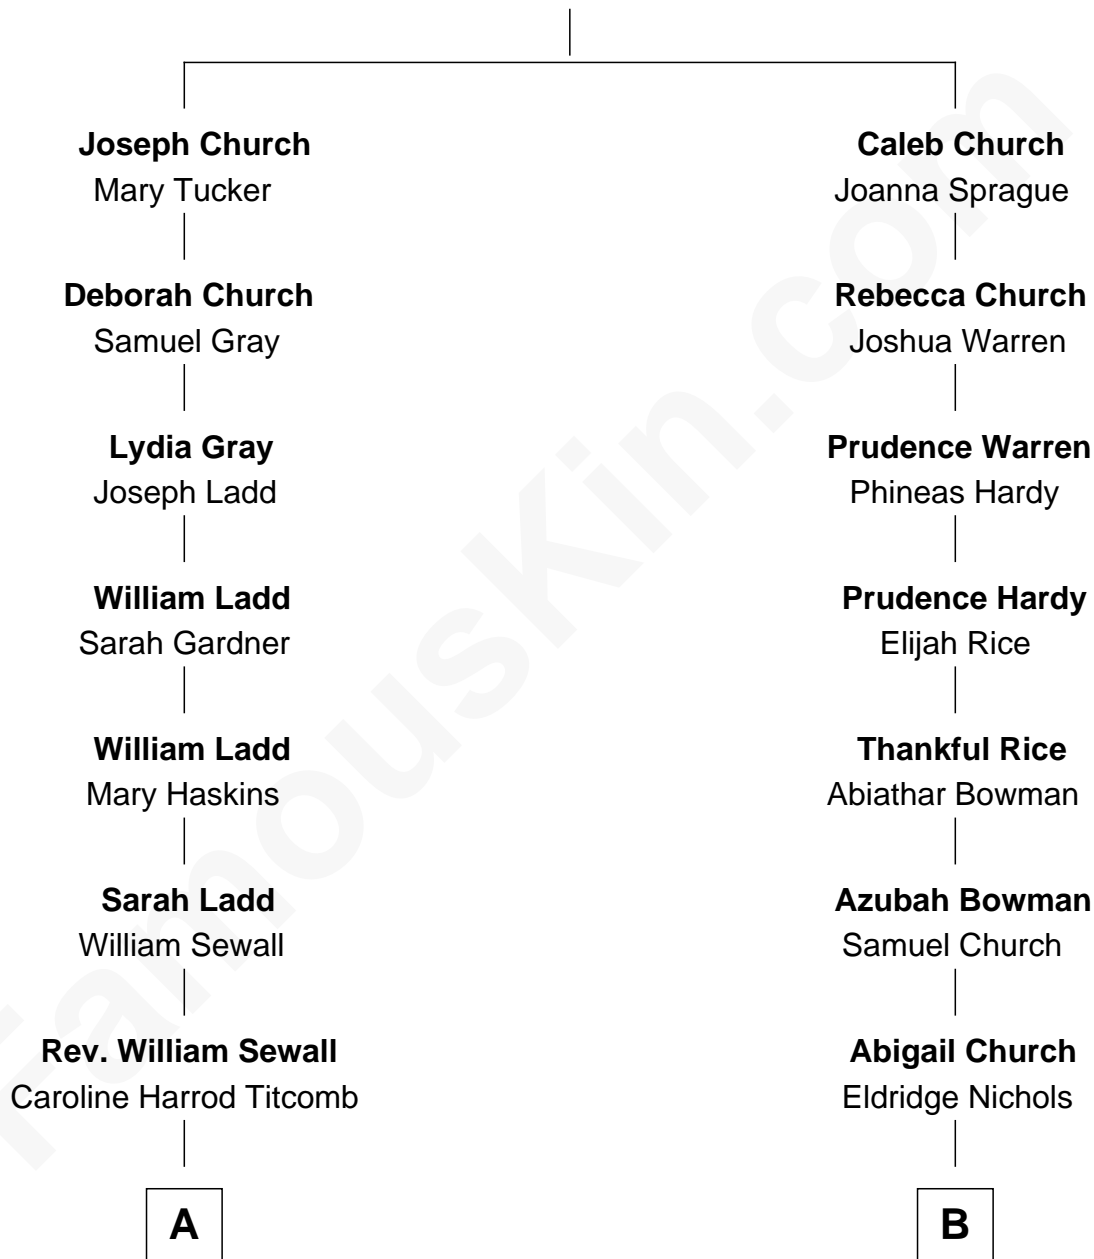 Joseph Church
Mary Tucker
Caleb Church
Joanna Sprague
Deborah Church
Samuel Gray
Rebecca Church
Joshua Warren
Lydia Gray
Joseph Ladd
Prudence Warren
Phineas Hardy
William Ladd
Sarah Gardner
Prudence Hardy
Elijah Rice
William Ladd
Mary Haskins
Thankful Rice
Abiathar Bowman
Sarah Ladd
William Sewall
Azubah Bowman
Samuel Church
Rev. William Sewall
Caroline Harrod Titcomb
Abigail Church
Eldridge Nichols
A
B
FamousKin.com